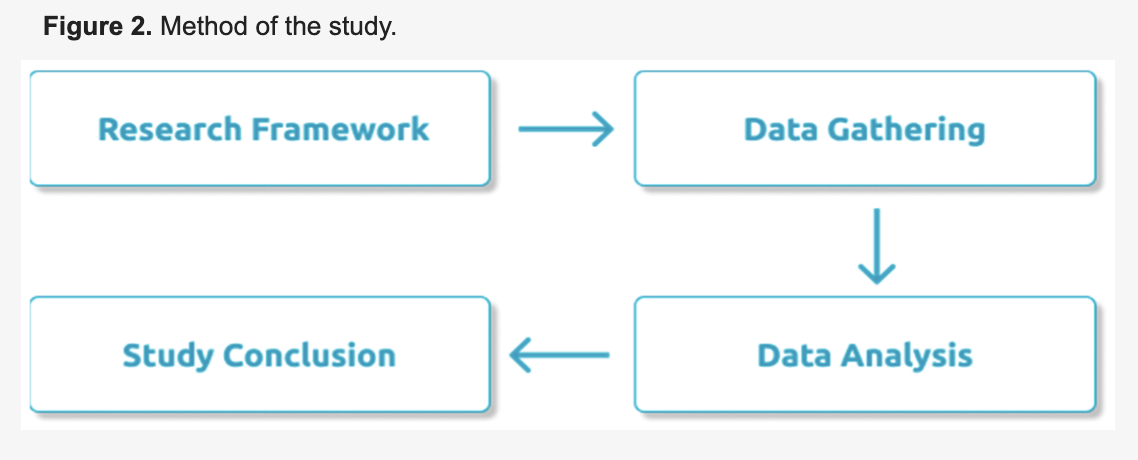 Figure 2. Method of the study.
Research Framework
Data Gathering
Data Analysis
Study Conclusion